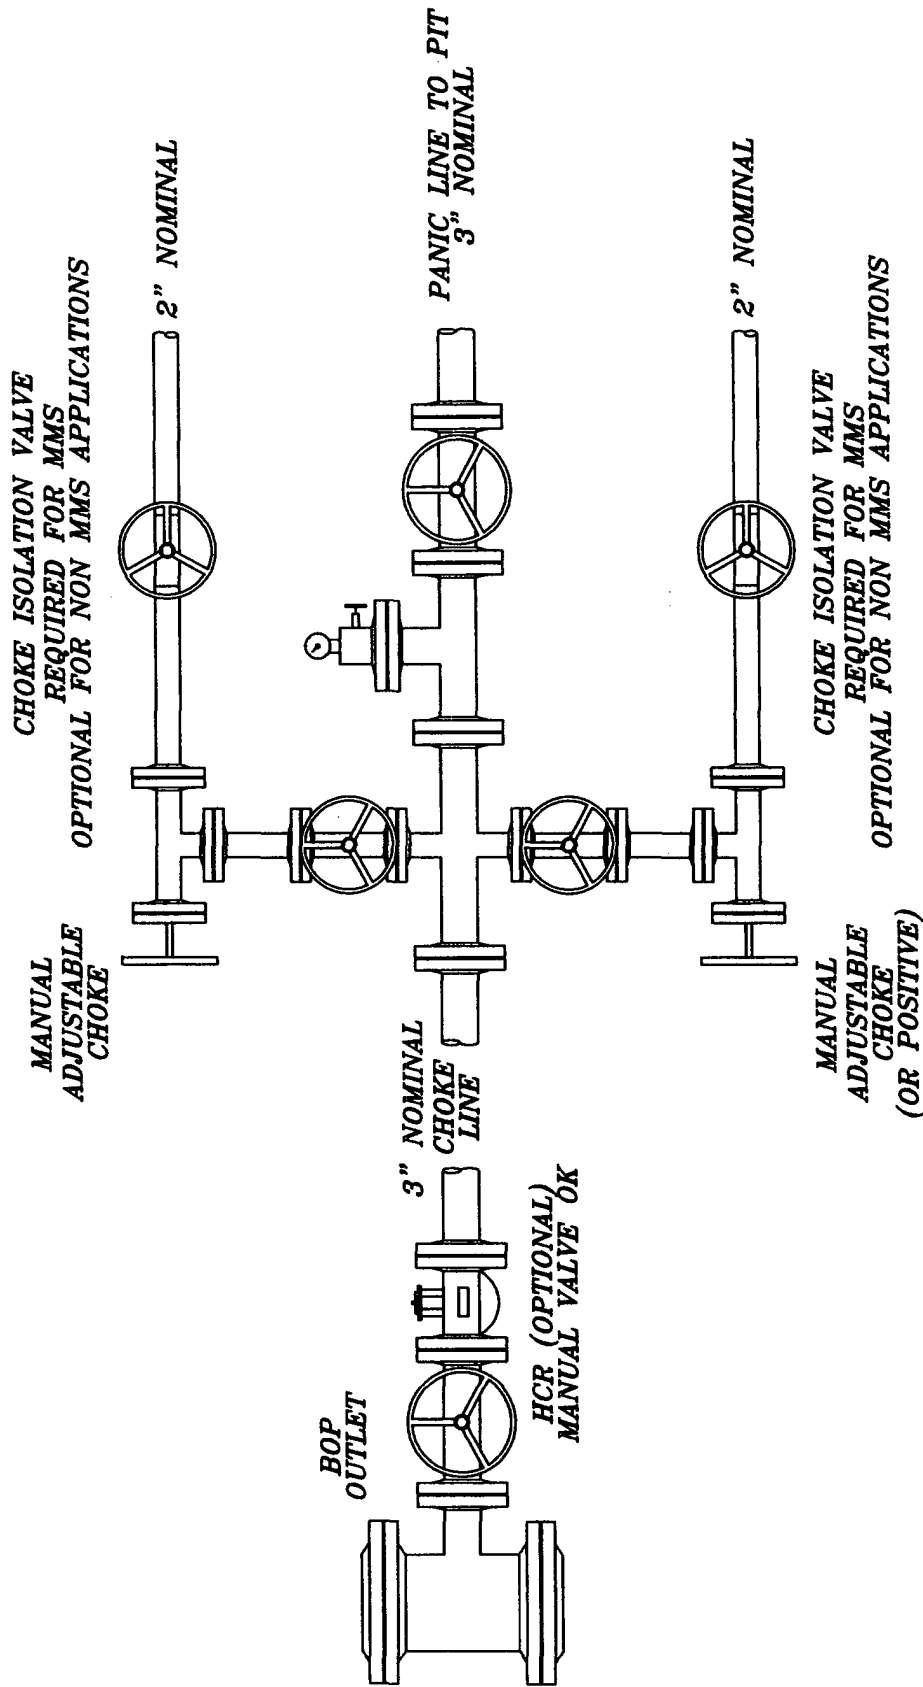 BOP
OUTLET
HCR (OPTIONAL)
MANUAL VALVE OK
3" NOMINAL
CHOKE
LINE
MANUAL
ADJUSTABLE
CHOKE
CHOKE ISOLATION VALVE
REQUIRED FOR MMS
OPTIONAL FOR NON MMS APPLICATIONS
2" NOMINAL
PANIC LINE TO PIT
3" NOMINAL
MANUAL
ADJUSTABLE
CHOKE
(OR POSITIVE)
CHOKE ISOLATION VALVE
REQUIRED FOR MMS
OPTIONAL FOR NON MMS APPLICATIONS
2" NOMINAL